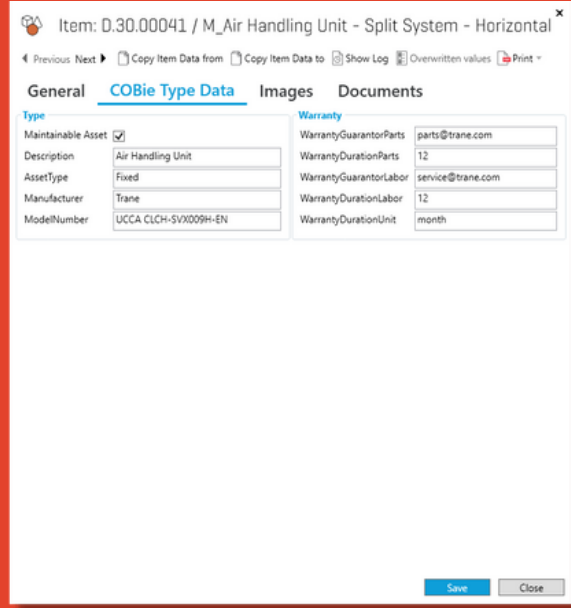 Item: D.30.00041 / M_Air Handling Unit - Split System - Horizontal
Previous Next Copy Item Data from Copy Item Data to Show Log Overwritten values Print
General COBie Type Data Images Documents
Type
Maintainable Asset
Description Air Handling Unit
AssetType Fixed
Manufacturer Trane
ModelNumber UCCA CLCH-SVX009H-EN
Warranty
WarrantyGuarantorParts parts@trane.com
WarrantyDurationParts 12
WarrantyGuarantorLabor service@trane.com
WarrantyDurationLabor 12
WarrantyDurationUnit month
Save Close